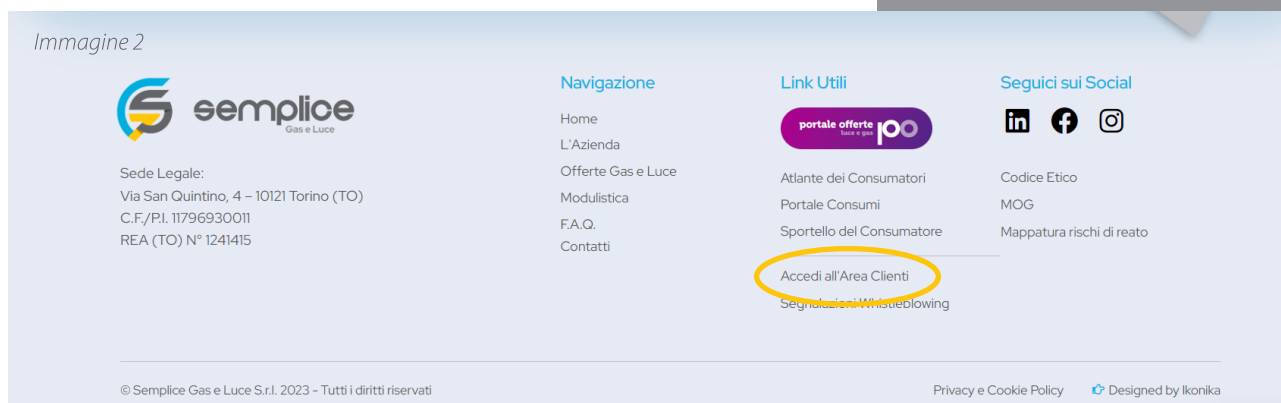 Immagine 2
semplice
Gas e Luce
Sede Legale:
Via San Quintino, 4 – 10121 Torino (TO)
C.F./P.I. 11796930011
REA (TO) N° 1241415
Navigazione
Home
L'Azienda
Offerte Gas e Luce
Modulistica
F.A.Q.
Contatti
Link Utili
portale offerte
luce e gas
Atlante dei Consumatori
Portale Consumi
Sportello del Consumatore
Accedi all'Area Clienti
Segnalazioni Whistleblowing
Seguici sui Social
in
Codice Etico
MOG
Mappatura rischi di reato
© Semplice Gas e Luce S.r.l. 2023 - Tutti i diritti riservati
Privacy e Cookie Policy
Designed by Ikonika